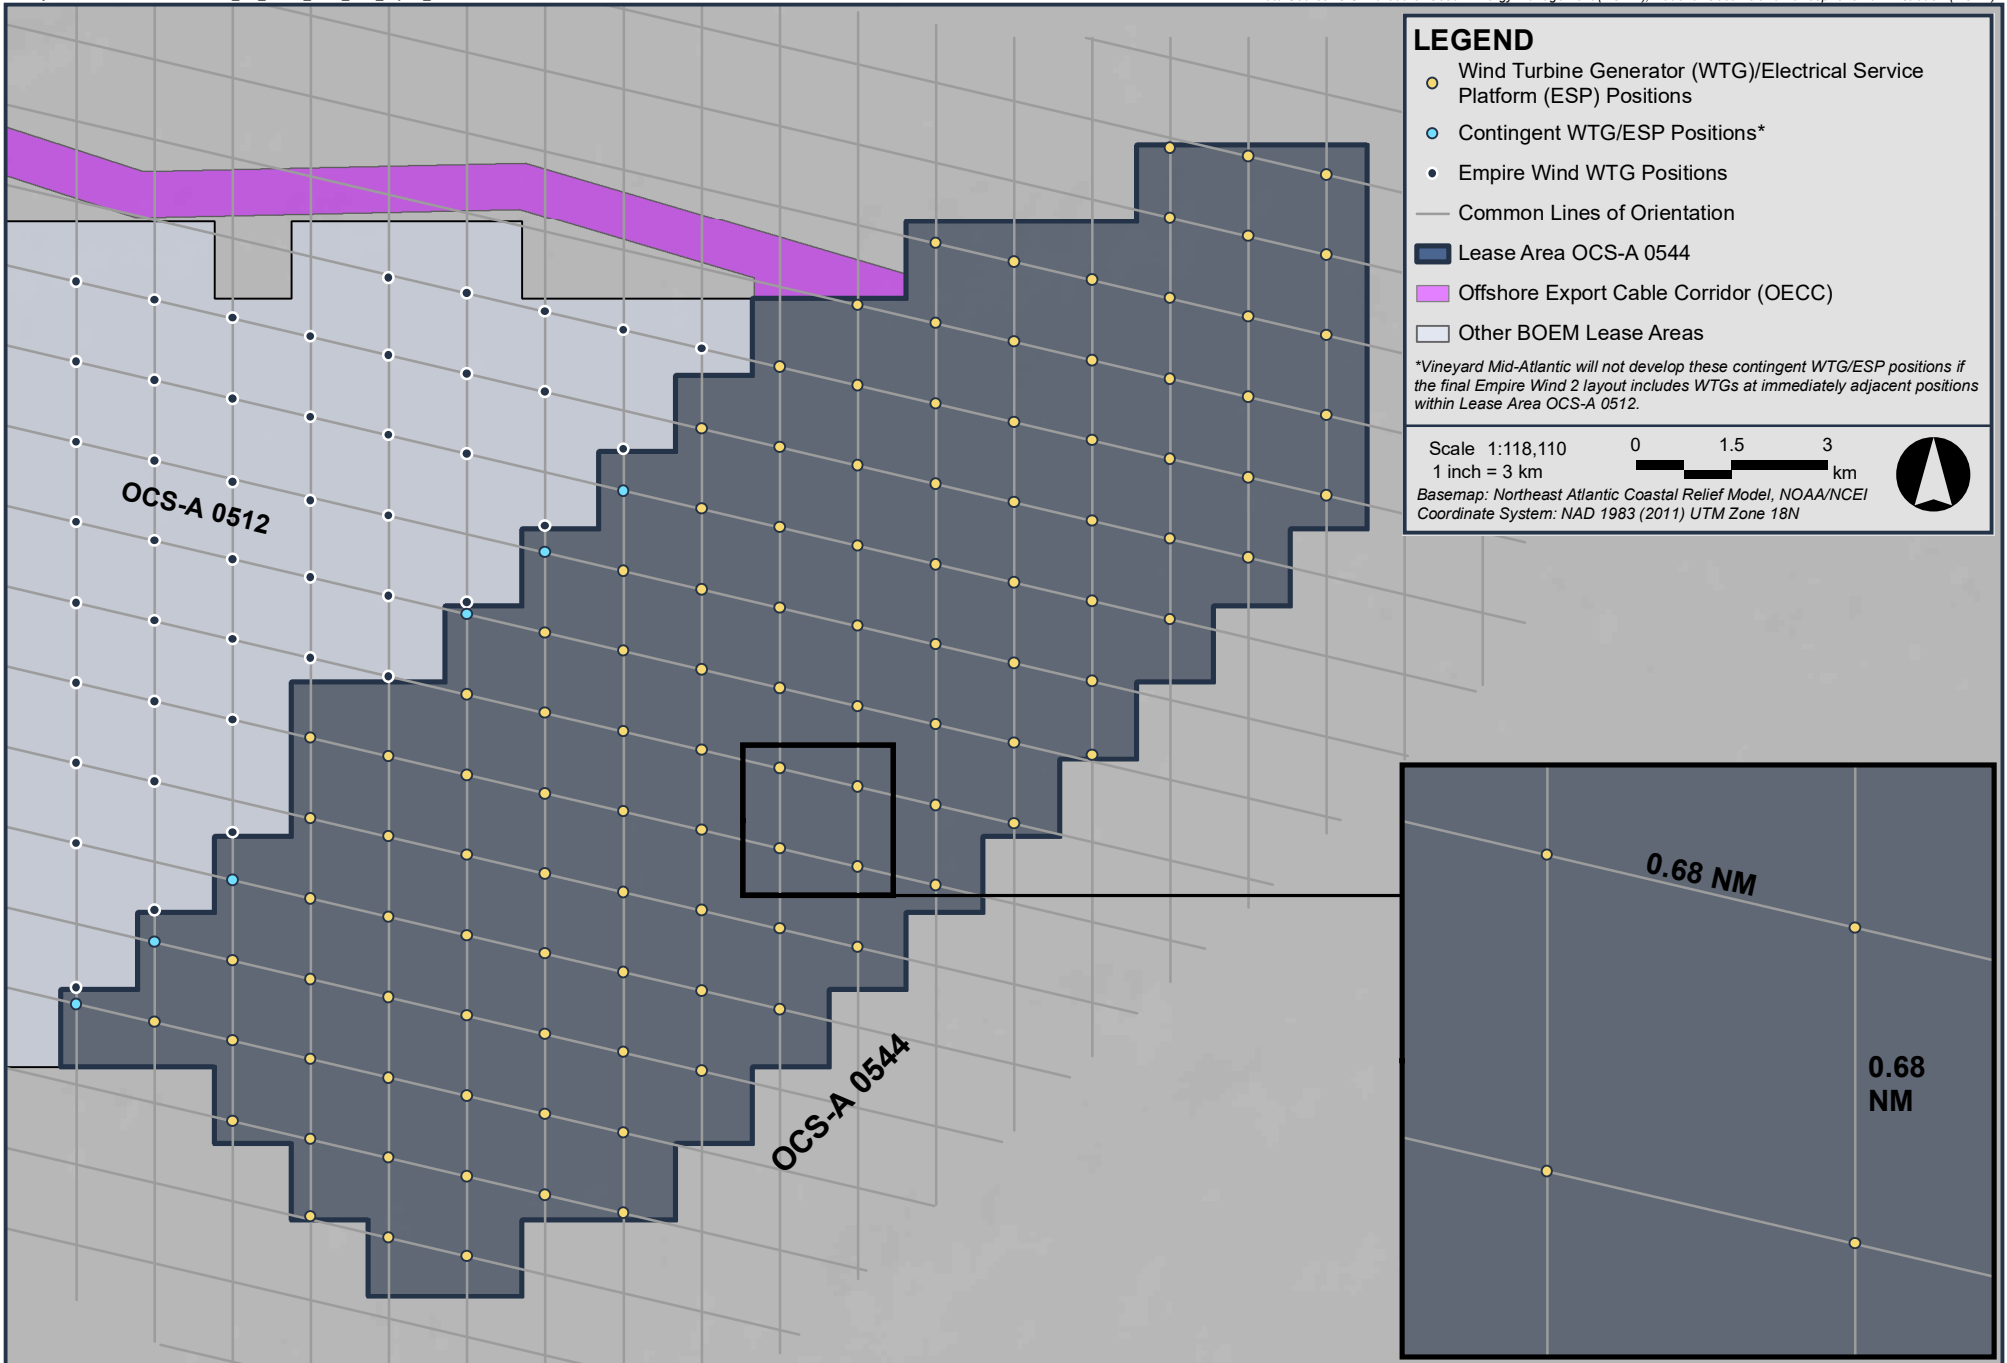 LEGEND
Wind Turbine Generator (WTG)/Electrical Service
Platform (ESP) Positions
Contingent WTG/ESP Positions*
Empire Wind WTG Positions
Common Lines of Orientation
Lease Area OCS-A 0544
Offshore Export Cable Corridor (OECC)
Other BOEM Lease Areas
*Vineyard Mid-Atlantic will not develop these contingent WTG/ESP positions if
the final Empire Wind 2 layout includes WTGs at immediately adjacent positions
within Lease Area OCS-A 0512.
Scale 1:118,110
1 inch = 3 km
0 1.5 3
km
Basemap: Northeast Atlantic Coastal Relief Model, NOAA/NCEI
Coordinate System: NAD 1983 (2011) UTM Zone 18N
OCS-A 0512
OCS-A 0544
0.68 NM
0.68
NM